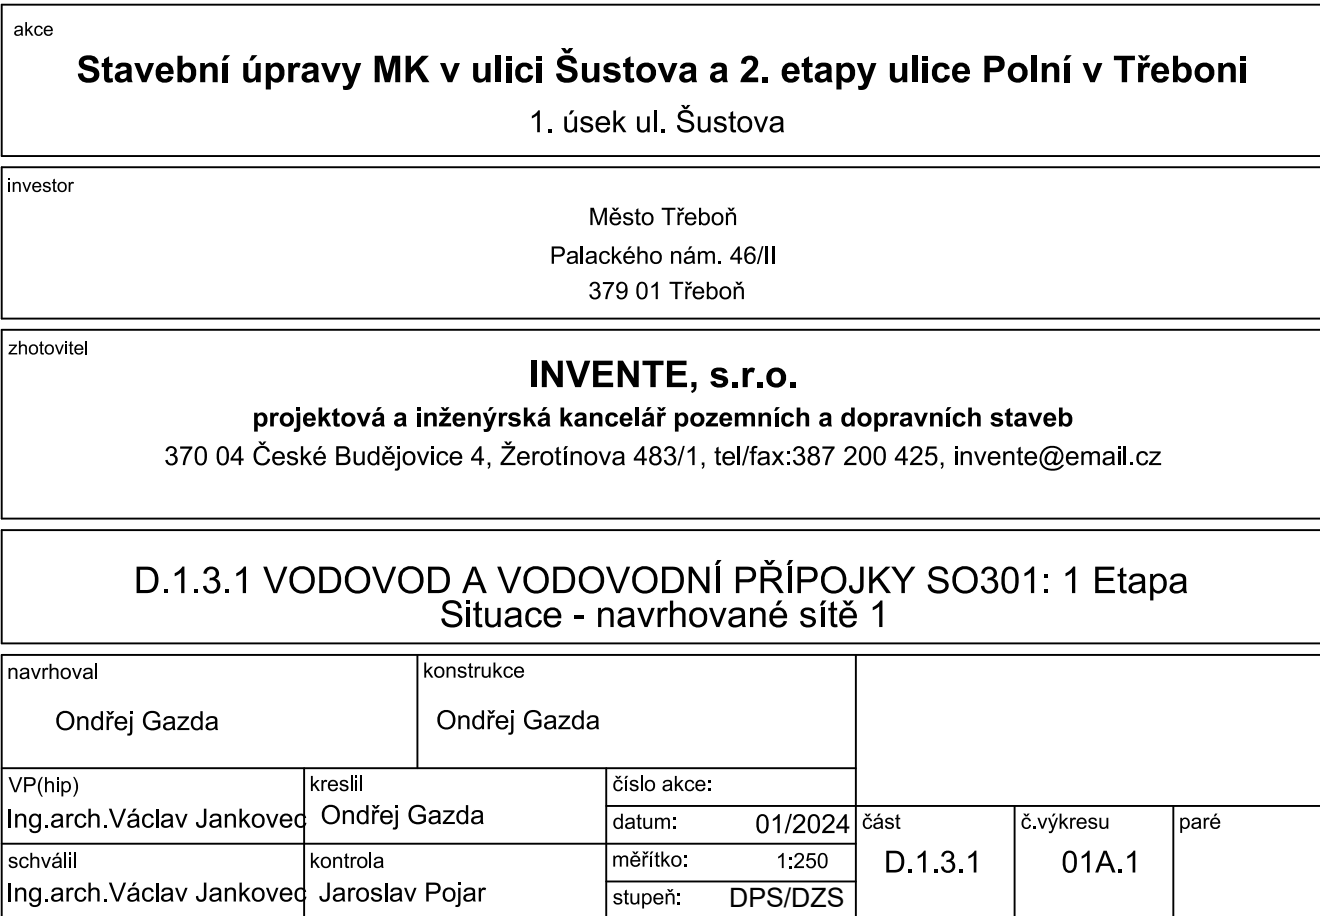 akce
Stavební úpravy MK v ulici Šustova a 2. etapy ulice Polní v Třeboni
1. úsek ul. Šustova
investor
Město Třeboň
Palackého nám. 46/II
379 01 Třeboň
zhotovitel
INVENTE, s.r.o.
projektová a inženýrská kancelář pozemních a dopravních staveb
370 04 České Budějovice 4, Žerotínova 483/1, tel/fax:387 200 425, invente@email.cz
D.1.3.1 VODOVOD A VODOVODNÍ PŘÍPOJKY SO301: 1 Etapa
Situace - navrhované sítě 1
navrhoval
Ondřej Gazda
konstrukce
Ondřej Gazda
VP(hip)
Ing.arch.Václav Jankovec
kreslil
Ondřej Gazda
číslo akce:
datum: 01/2024
část
D.1.3.1
č.výkresu
01A.1
paré
schválil
Ing.arch.Václav Jankovec
kontrola
Jaroslav Pojar
měřítko: 1:250
stupeň: DPS/DZS